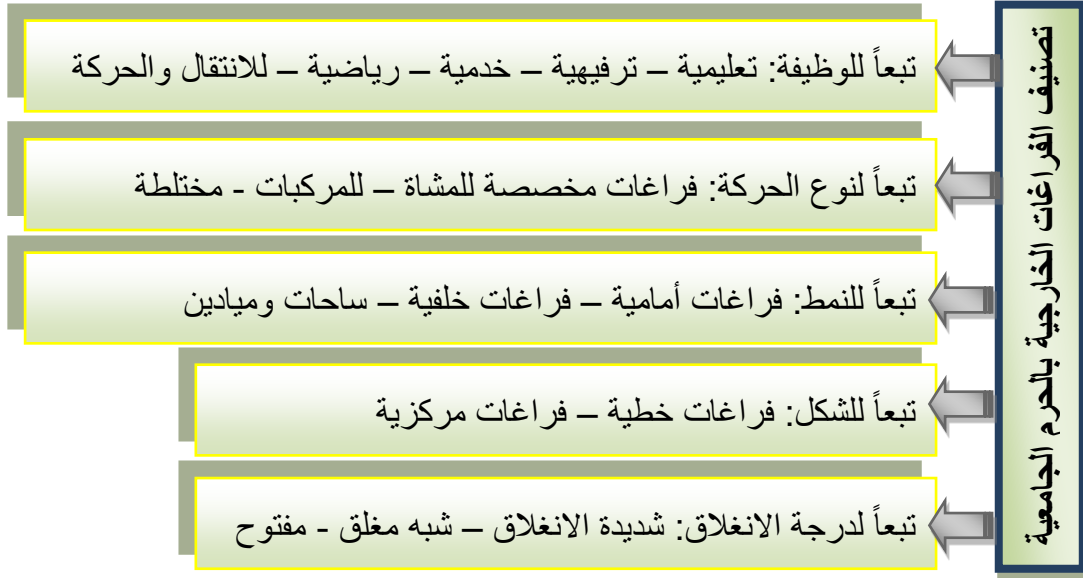 تصنيف الفراغات الخارجية بالحرم الجامعية
تبعاً للوظيفة: تعليمية – ترفيهية – خدمية – رياضية – للانتقال والحركة
تبعاً لنوع الحركة: فراغات مخصصة للمشاة – للمركبات - مختلطة
تبعاً للنمط: فراغات أمامية – فراغات خلفية – ساحات وميادين
تبعاً للشكل: فراغات خطية – فراغات مركزية
تبعاً لدرجة الانغلاق: شديدة الانغلاق – شبه مغلق - مفتوح